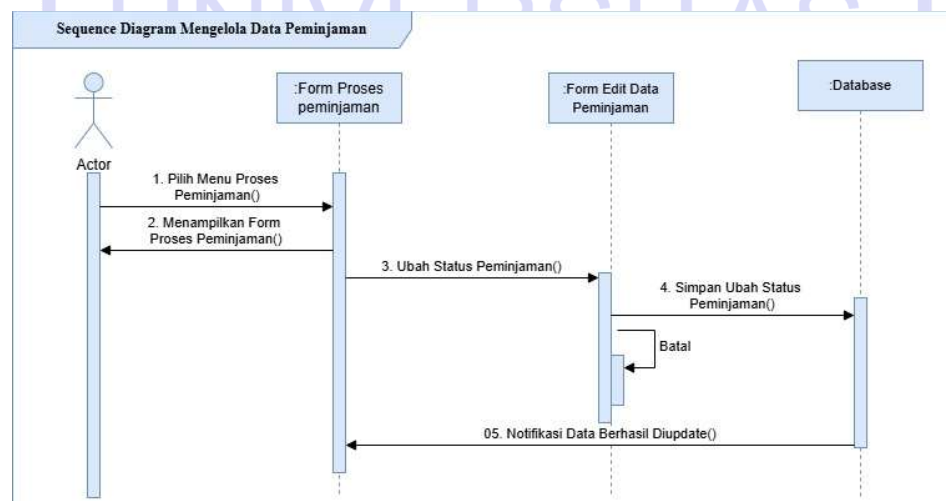 Sequence Diagram Mengelola Data Peminjaman
:Form Proses
peminjaman
:Form Edit Data
Peminjaman
:Database
Actor
1. Pilih Menu Proses
Peminjaman()
2. Menampilkan Form
Proses Peminjaman()
3. Ubah Status Peminjaman()
4. Simpan Ubah Status
Peminjaman()
Batal
05. Notifikasi Data Berhasil Diupdate()